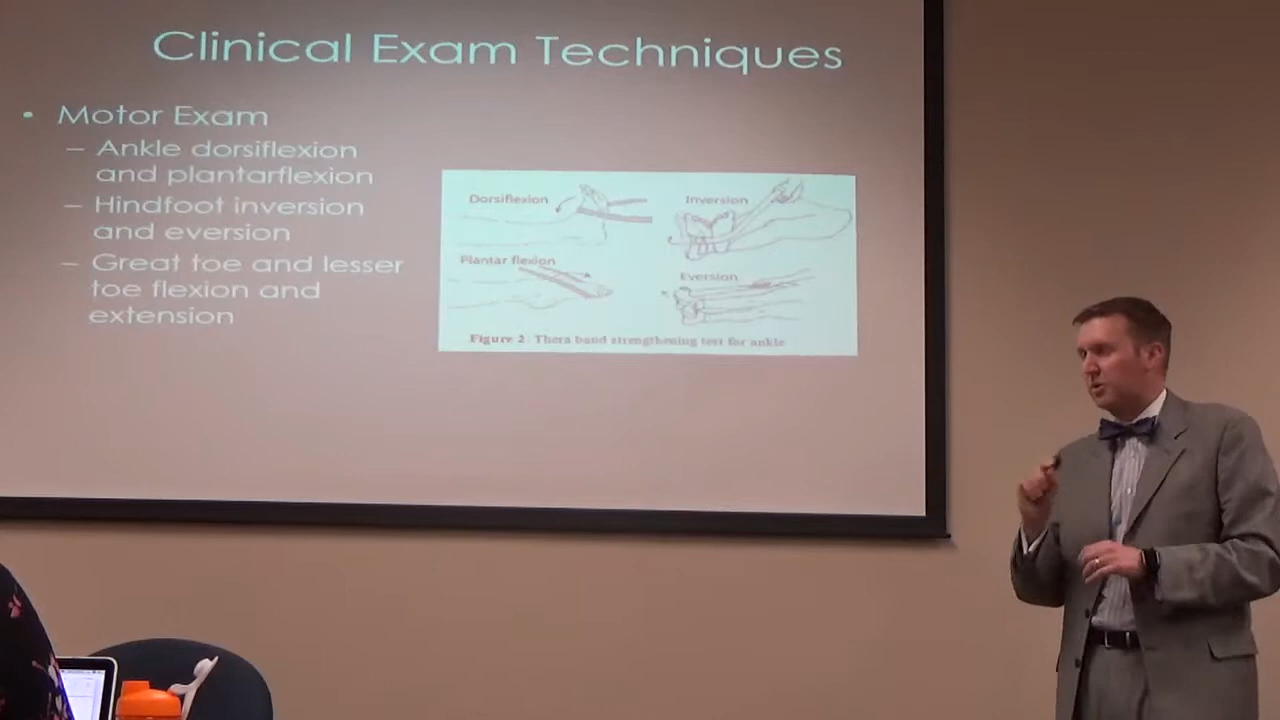 Clinical Exam Techniques
• Motor Exam
– Ankle dorsiflexion
and plantarflexion
– Hindfoot inversion
and eversion
– Great toe and lesser
toe flexion and
extension
Dorsiflexion
Inversion
Plantar flexion
Eversion
Figure 2 Thera band strengthening test for ankle